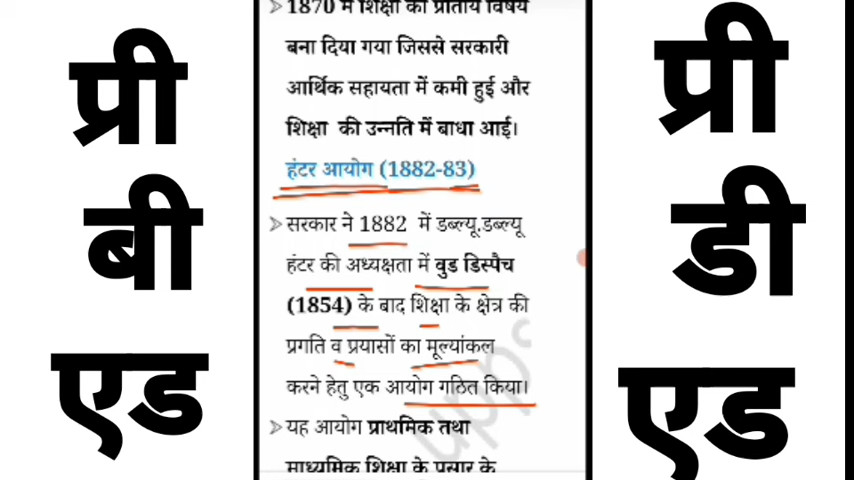 प्री
बी
एड
➢ 1870 में शिक्षा को प्रांतीय विषय
बना दिया गया जिससे सरकारी
आर्थिक सहायता में कमी हुई और
शिक्षा की उन्नति में बाधा आई।
हंटर आयोग (1882-83)
➢ सरकार ने 1882 में डब्ल्यू.डब्ल्यू
हंटर की अध्यक्षता में वुड डिस्पैच
(1854) के बाद शिक्षा के क्षेत्र की
प्रगति व प्रयासों का मूल्यांकल
करने हेतु एक आयोग गठित किया।
➢ यह आयोग प्राथमिक तथा
माध्यमिक शिक्षा के प्रसार के
प्री
डी
एड